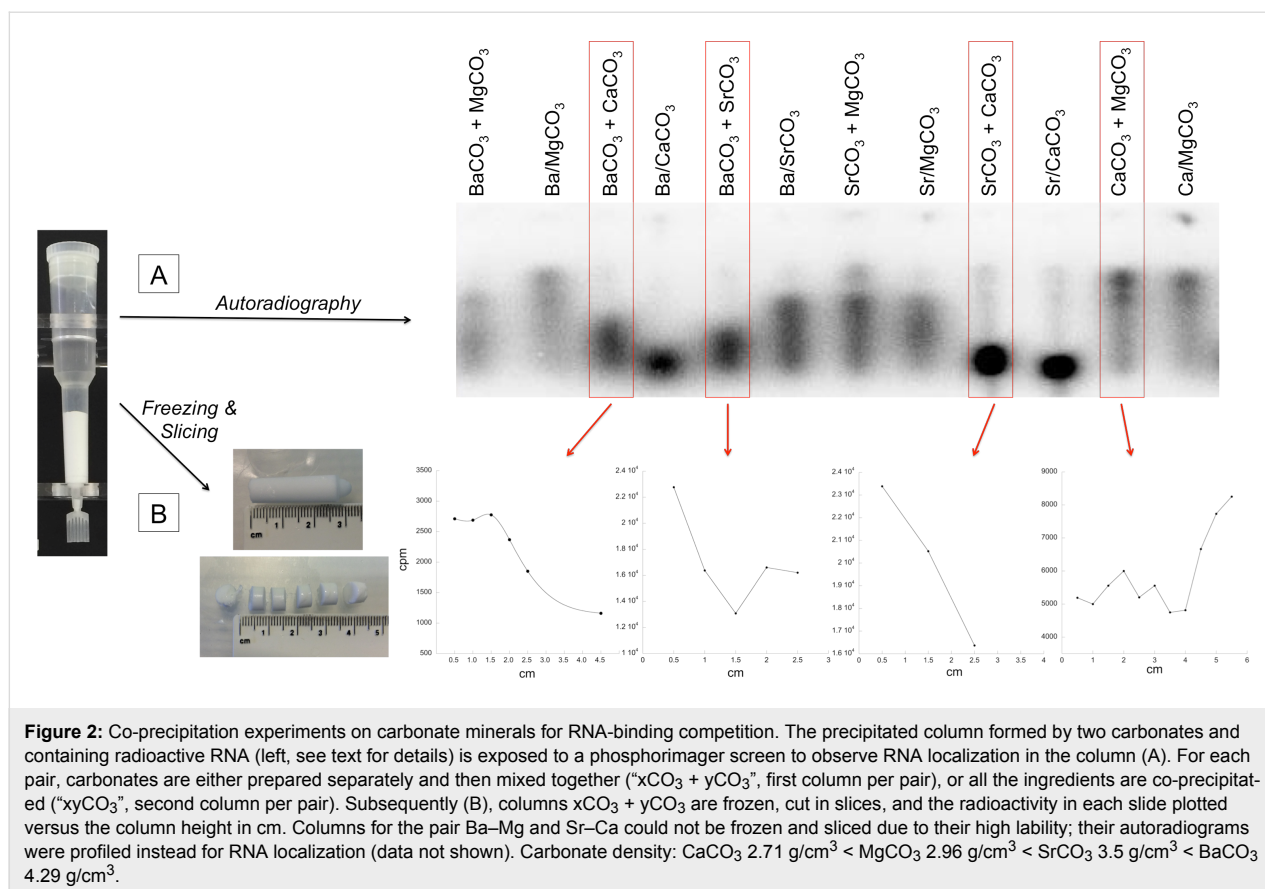 BaCO3 + MgCO3
Ba/MgCO3
BaCO3 + CaCO3
Ba/CaCO3
BaCO3 + SrCO3
Ba/SrCO3
SrCO3 + MgCO3
Sr/MgCO3
SrCO3 + CaCO3
Sr/CaCO3
CaCO3 + MgCO3
Ca/MgCO3
A
Autoradiography
Freezing &
Slicing
B
cm 1 2 3
cm 1 2 3 4 5
cpm
3500
3000
2500
2000
1500
1000
500
0.5 1.0 1.5 2.0 2.5 3.0 3.5 4.0 4.5
cm
2.4 10^4
2.2 10^4
2 10^4
1.8 10^4
1.6 10^4
1.4 10^4
1.2 10^4
1 10^4
0 0.5 1 1.5 2 2.5 3
cm
2.4 10^4
2.3 10^4
2.2 10^4
2.1 10^4
2 10^4
1.9 10^4
1.8 10^4
1.7 10^4
1.6 10^4
0 0.5 1 1.5 2 2.5 3 3.5 4
cm
9000
8000
7000
6000
5000
4000
0 1 2 3 4 5 6
cm
Figure 2: Co-precipitation experiments on carbonate minerals for RNA-binding competition. The precipitated column formed by two carbonates and
containing radioactive RNA (left, see text for details) is exposed to a phosphorimager screen to observe RNA localization in the column (A). For each
pair, carbonates are either prepared separately and then mixed together (“xCO3 + yCO3”, first column per pair), or all the ingredients are co-precipitat-
ed (“xyCO3”, second column per pair). Subsequently (B), columns xCO3 + yCO3 are frozen, cut in slices, and the radioactivity in each slide plotted
versus the column height in cm. Columns for the pair Ba–Mg and Sr–Ca could not be frozen and sliced due to their high lability; their autoradiograms
were profiled instead for RNA localization (data not shown). Carbonate density: CaCO3 2.71 g/cm3 < MgCO3 2.96 g/cm3 < SrCO3 3.5 g/cm3 < BaCO3
4.29 g/cm3.